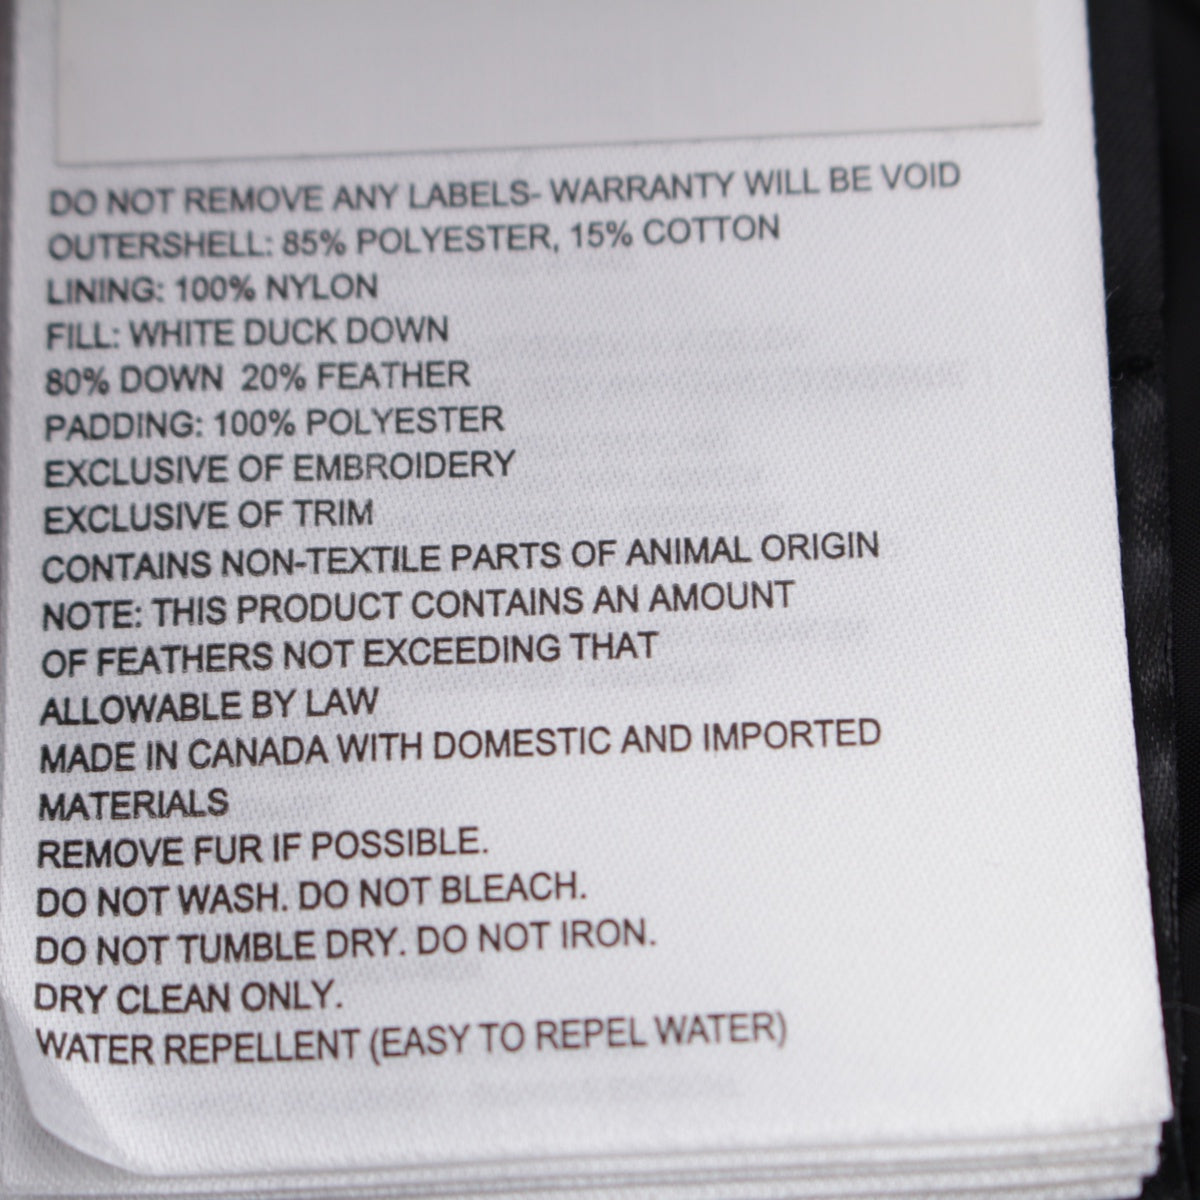 DO NOT REMOVE ANY LABELS- WARRANTY WILL BE VOID
OUTERSHELL: 85% POLYESTER, 15% COTTON
LINING: 100% NYLON
FILL: WHITE DUCK DOWN
80% DOWN 20% FEATHER
PADDING: 100% POLYESTER
EXCLUSIVE OF EMBROIDERY
EXCLUSIVE OF TRIM
CONTAINS NON-TEXTILE PARTS OF ANIMAL ORIGIN
NOTE: THIS PRODUCT CONTAINS AN AMOUNT
OF FEATHERS NOT EXCEEDING THAT
ALLOWABLE BY LAW
MADE IN CANADA WITH DOMESTIC AND IMPORTED
MATERIALS
REMOVE FUR IF POSSIBLE.
DO NOT WASH. DO NOT BLEACH.
DO NOT TUMBLE DRY. DO NOT IRON.
DRY CLEAN ONLY.
WATER REPELLENT (EASY TO REPEL WATER)